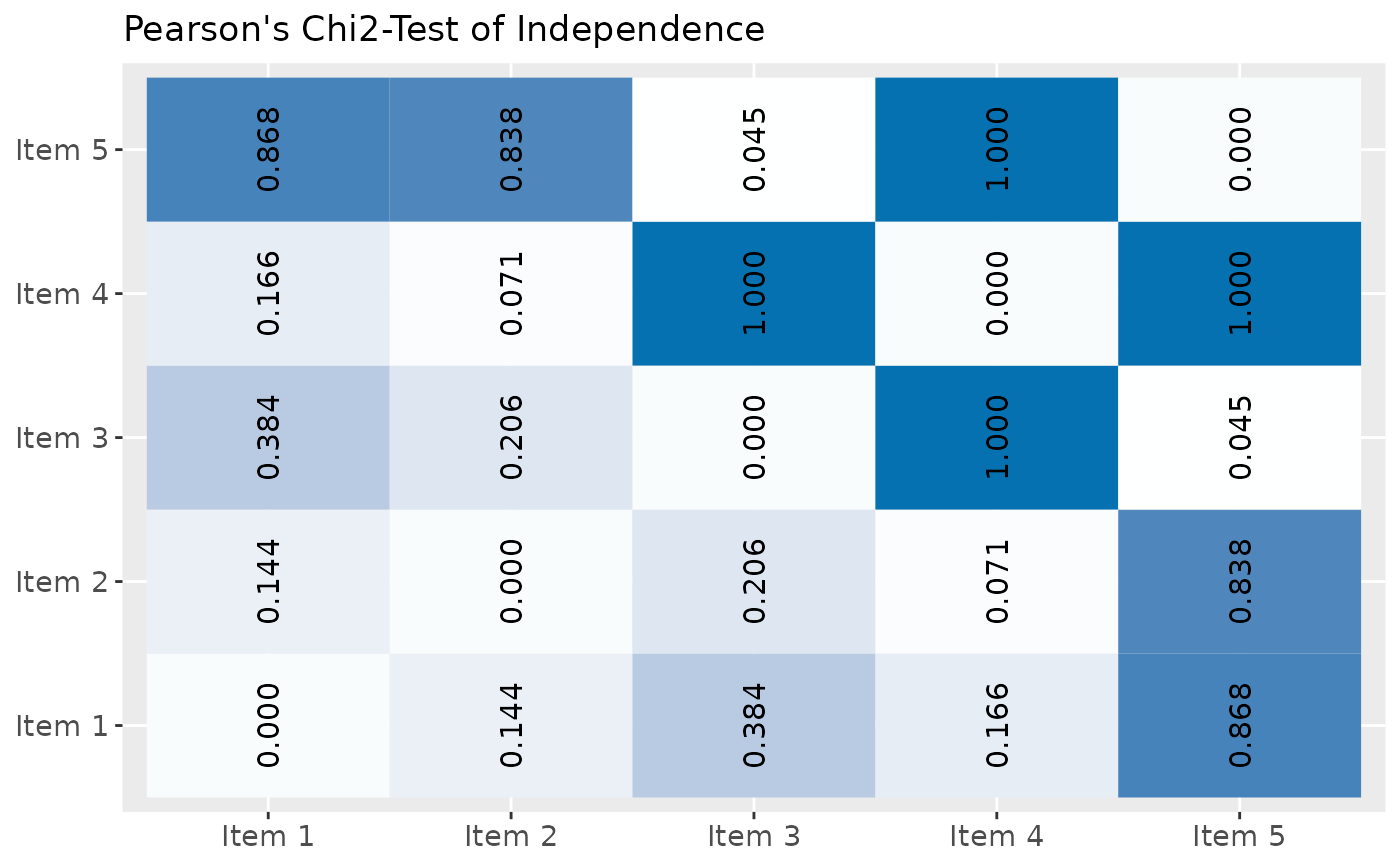 Pearson's Chi2-Test of Independence
Item 5 0.868 0.838 0.045 1.000 0.000
Item 4 0.166 0.071 1.000 0.000 1.000
Item 3 0.384 0.206 0.000 1.000 0.045
Item 2 0.144 0.000 0.206 0.071 0.838
Item 1 0.000 0.144 0.384 0.166 0.868
Item 1 Item 2 Item 3 Item 4 Item 5